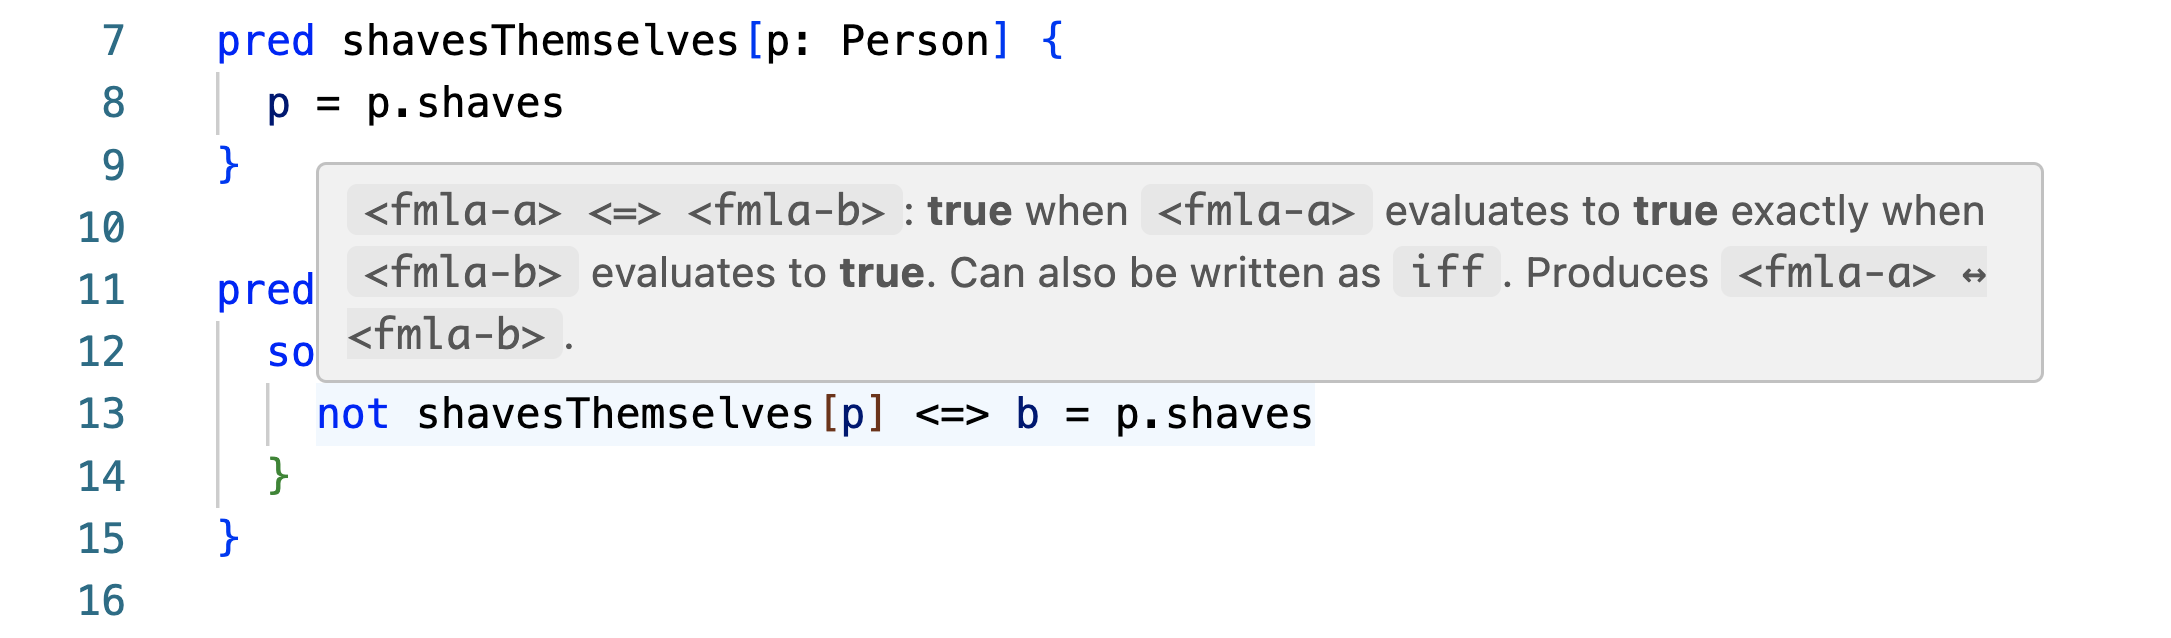 7 pred shavesThemselves[p: Person] {
8 p = p.shaves
9 }
<fmla-a> <=> <fmla-b>: true when <fmla-a> evaluates to true exactly when
10
<fmla-b> evaluates to true. Can also be written as iff. Produces <fmla-a> ↔
11 pred
<fmla-b>.
12 so
13 not shavesThemselves[p] <=> b = p.shaves
14 }
15 }
16